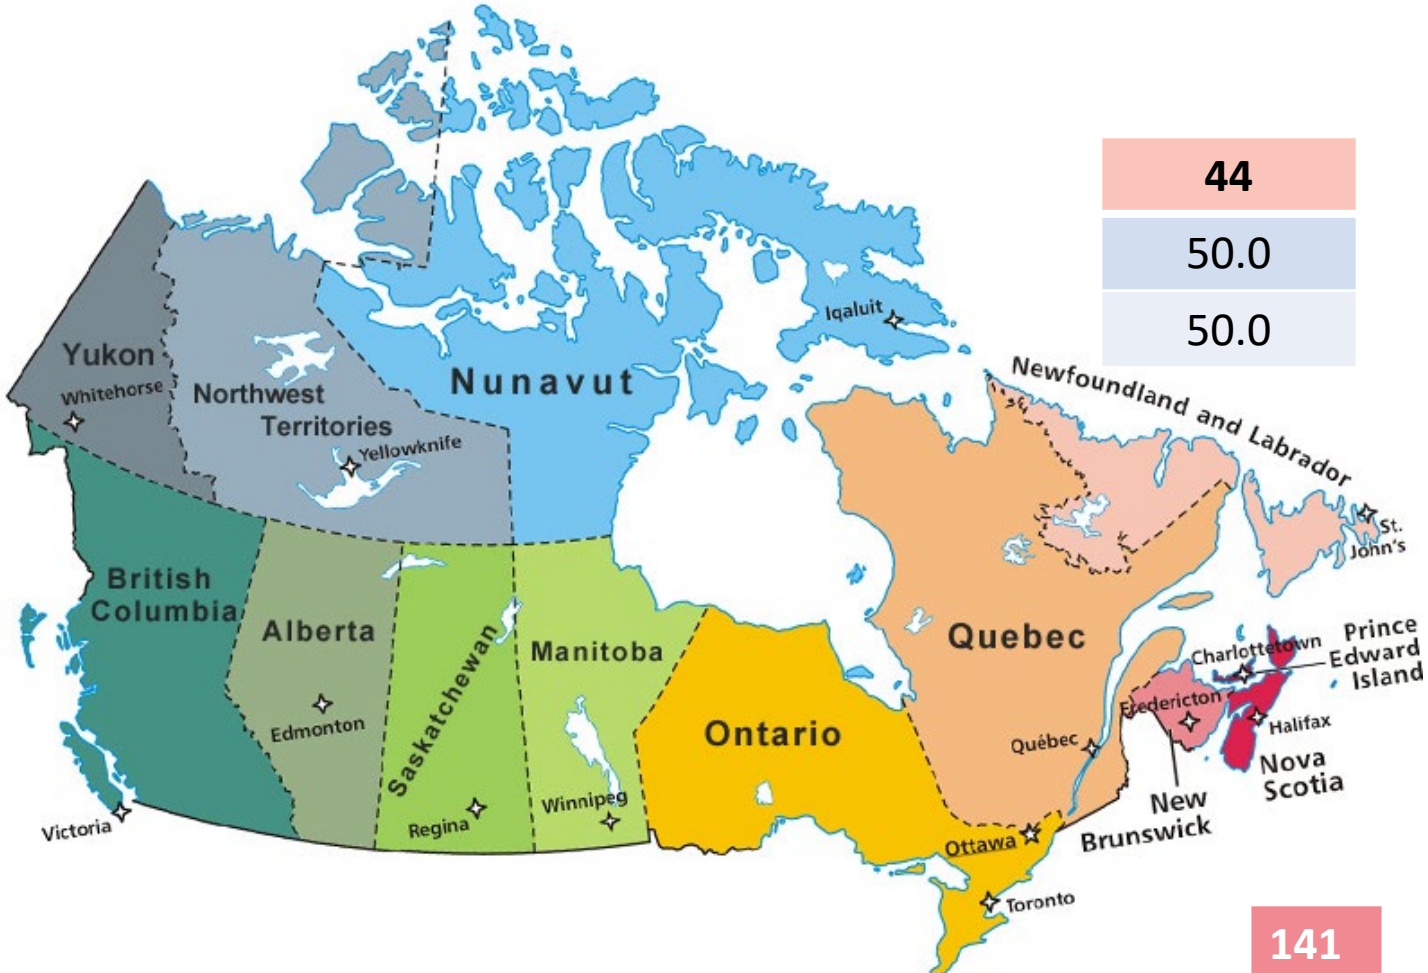 44
50.0
50.0
Iqaluit
Yukon
Whitehorse
Northwest
Territories
Yellowknife
Nunavut
Newfoundland and Labrador
St.
John's
British
Columbia
Alberta
Edmonton
Saskatchewan
Regina
Manitoba
Winnipeg
Victoria
Ontario
Quebec
Québec
Ottawa
Toronto
Charlottetown
Prince
Edward
Island
Fredericton
Halifax
Nova
Scotia
New
Brunswick
141